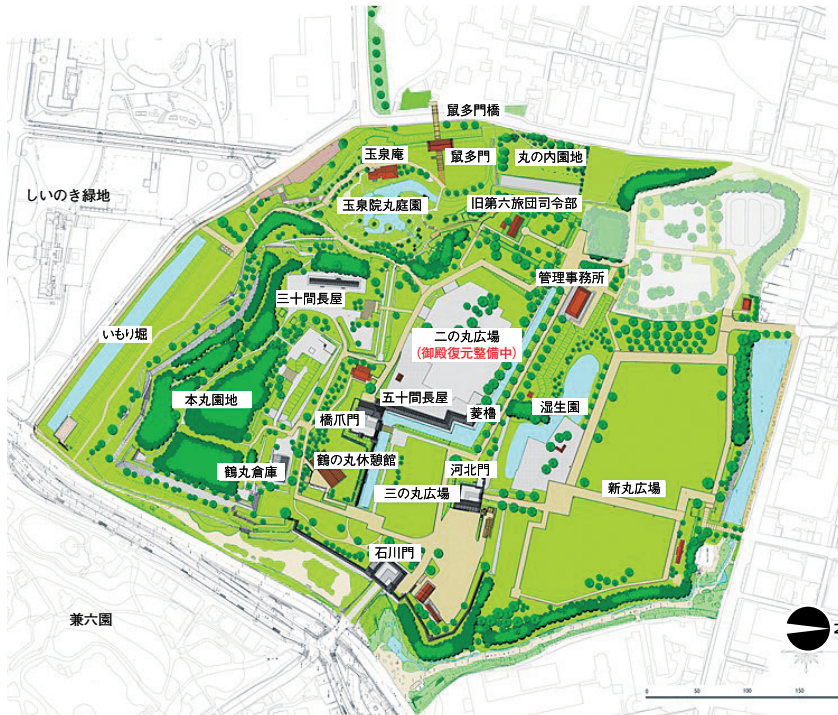 鼠多門橋
玉泉庵
鼠多門
丸の内園地
しいのき緑地
玉泉院丸庭園
旧第六旅団司令部
管理事務所
三十間長屋
いもり堀
二の丸広場
(御殿復元整備中)
本丸園地
五十間長屋
菱櫓
湿生園
橋爪門
鶴の丸休憩館
河北門
鶴丸倉庫
三の丸広場
新丸広場
石川門
兼六園
0 50 100 150